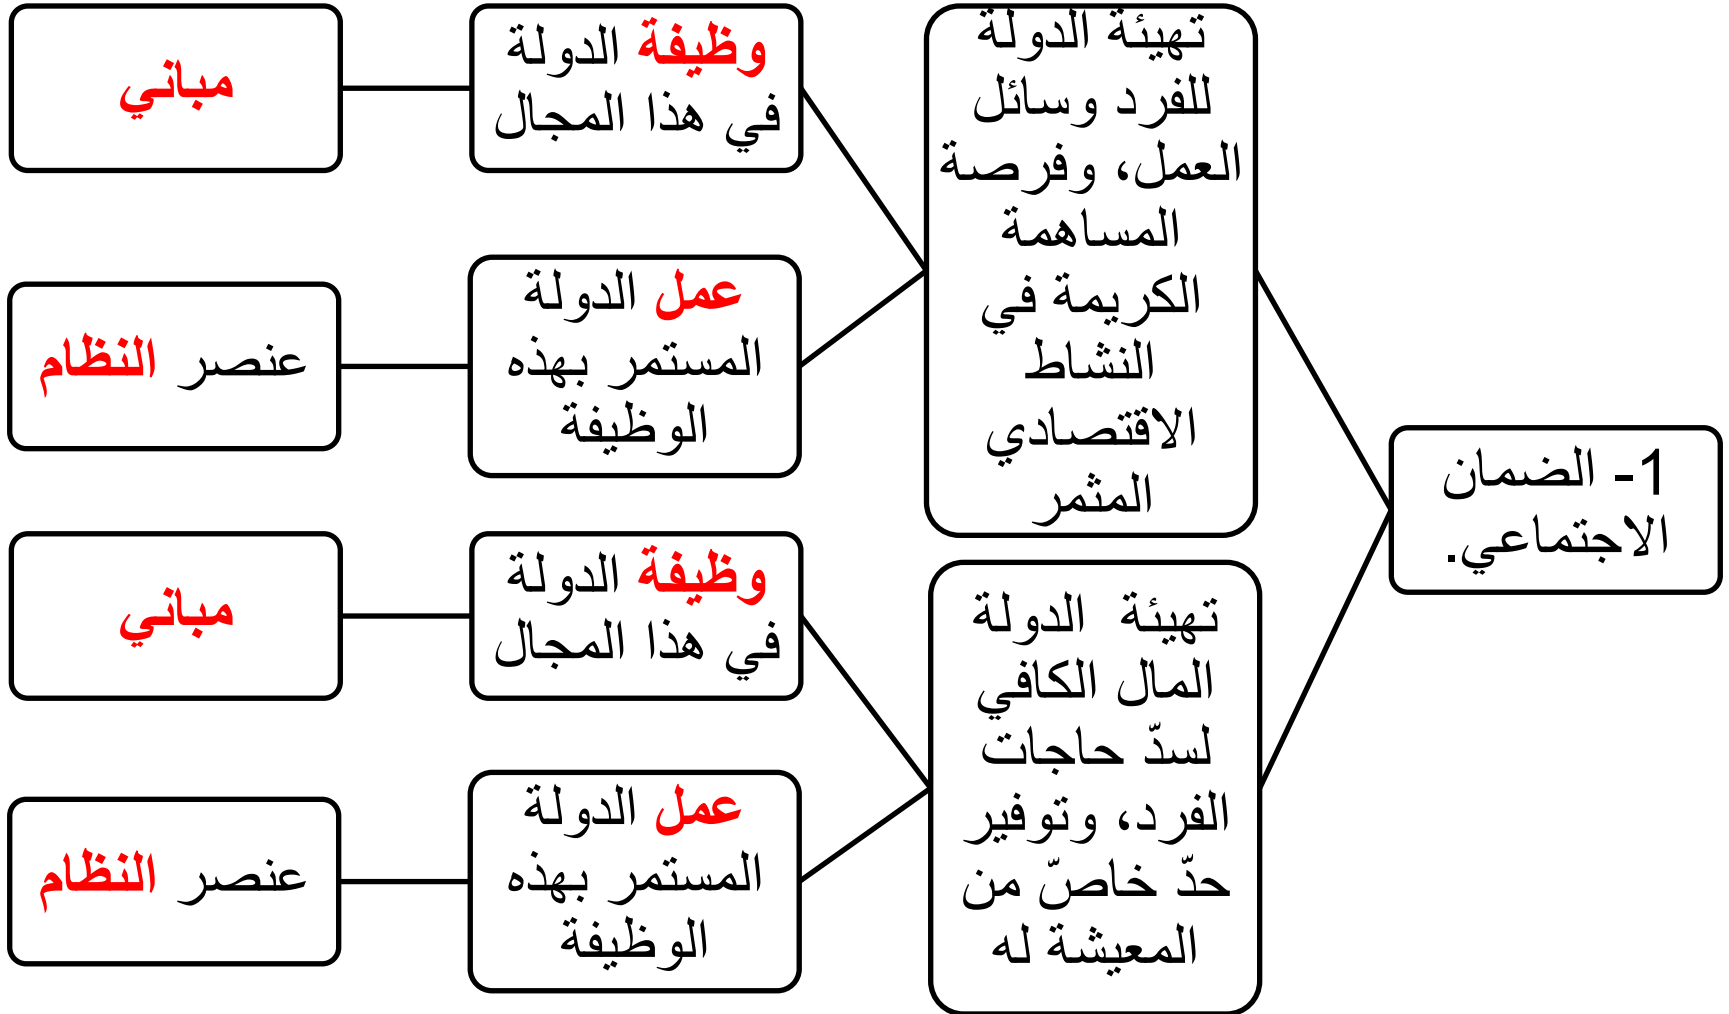 1- الضمان
الاجتماعي.
تهيئة الدولة
للفرد وسائل
العمل، وفرصة
المساهمة
الكريمة في
النشاط
الاقتصادي
المثمر
وظيفة الدولة
في هذا المجال
مباني
عمل الدولة
المستمر بهذه
الوظيفة
عنصر النظام
تهيئة الدولة
المال الكافي
لسدّ حاجات
الفرد، وتوفير
حدّ خاصّ من
المعيشة له
وظيفة الدولة
في هذا المجال
مباني
عمل الدولة
المستمر بهذه
الوظيفة
عنصر النظام